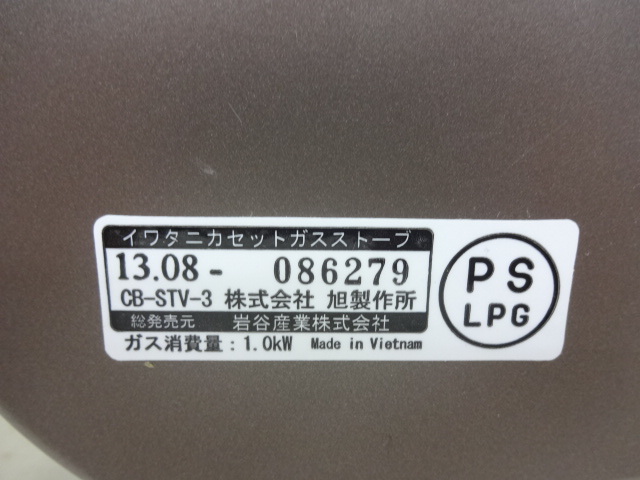 イワタニカセットガスストーブ
13.08- 086279
CB-STV-3 株式会社 旭製作所
総発売元 岩谷産業株式会社
ガス消費量：1.0kW Made in Vietnam
PS
LPG